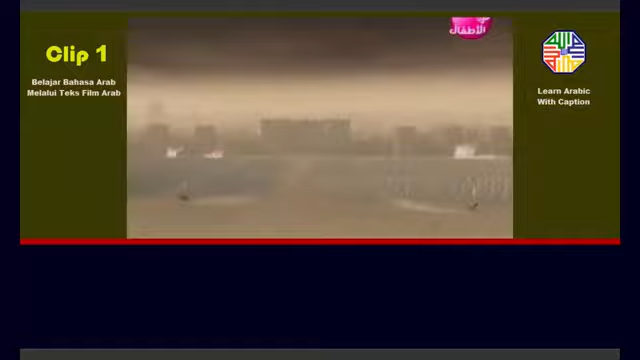 Clip 1
Belajar Bahasa Arab
Melalui Teks Film Arab
الأطفال
Learn Arabic
With Caption